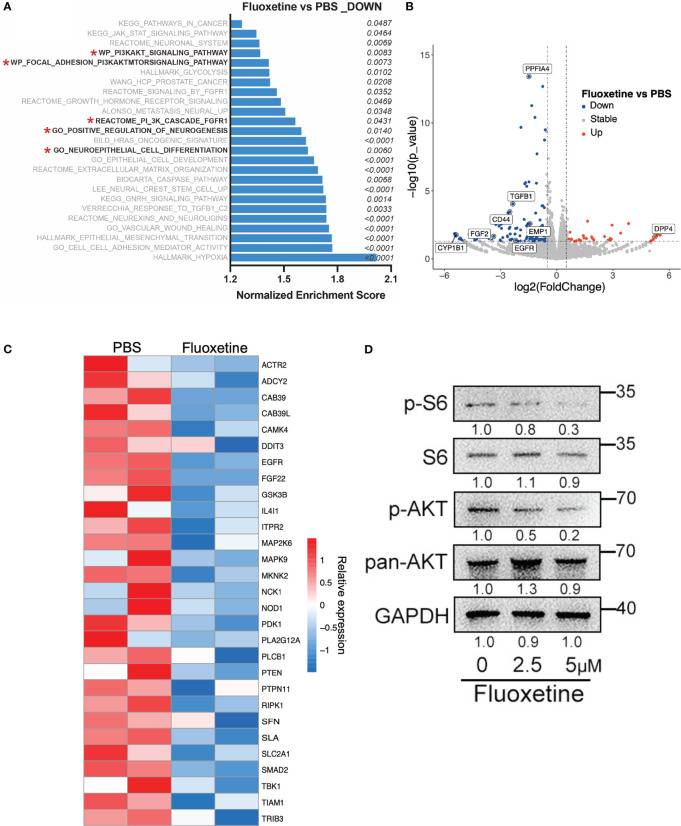 A
Fluoxetine vs PBS _DOWN
KEGG_PATHWAYS_IN_CANCER 0.0487
KEGG_JAK_STAT_SIGNALING_PATHWAY 0.0464
REACTOME_NEURONAL_SYSTEM 0.0069
* WP_PI3KAKT_SIGNALING_PATHWAY 0.0083
* WP_FOCAL_ADHESION_PI3KAKTMTORSIGNALING_PATHWAY 0.0073
HALLMARK_GLYCOLYSIS 0.0102
WANG_HCP_PROSTATE_CANCER 0.0208
REACTOME_SIGNALING_BY_FGFR1 0.0352
REACTOME_GROWTH_HORMONE_RECEPTOR_SIGNALING 0.0469
ALONSO_METASTASIS_NEURAL_UP 0.0348
* REACTOME_PI_3K_CASCADE_FGFR1 0.0431
* GO_POSITIVE_REGULATION_OF_NEUROGENESIS 0.0140
BILD_HRAS_ONCOGENIC_SIGNATURE <0.0001
* GO_NEUROEPITHELIAL_CELL_DIFFERENTIATION 0.0060
GO_EPITHELIAL_CELL_DEVELOPMENT <0.0001
REACTOME_EXTRACELLULAR_MATRIX_ORGANIZATION <0.0001
BIOCARTA_CASPASE_PATHWAY 0.0068
LEE_NEURAL_CREST_STEM_CELL_UP <0.0001
KEGG_GNRH_SIGNALING_PATHWAY 0.0014
VERRECCHIA_RESPONSE_TO_TGFB1_C2 0.0033
REACTOME_NEUREXINS_AND_NEUROLIGINS <0.0001
GO_VASCULAR_WOUND_HEALING <0.0001
HALLMARK_EPITHELIAL_MESENCHYMAL_TRANSITION <0.0001
GO_CELL_CELL_ADHESION_MEDIATOR_ACTIVITY <0.0001
HALLMARK_HYPOXIA <0.0001
1.2 1.5 1.8 2.1
Normalized Enrichment Score
B
-log10(p_value)
15
10
5
0
PPFIA4
TGFB1
CD44
FGF2
EMP1
EGFR
CYP1B1
DPP4
-6 -3 0 3 6
log2(FoldChange)
Fluoxetine vs PBS
Down
Stable
Up
C
PBS Fluoxetine
ACTR2
ADCY2
CAB39
CAB39L
CAMK4
DDIT3
EGFR
FGF22
GSK3B
IL4I1
ITPR2
MAP2K6
MAPK9
MKNK2
NCK1
NOD1
PDK1
PLA2G12A
PLCB1
PTEN
PTPN11
RIPK1
SFN
SLA
SLC2A1
SMAD2
TBK1
TIAM1
TRIB3
1
0.5
0
−0.5
−1
Relative expression
D
p-S6 35
1.0 0.8 0.3
S6 35
1.0 1.1 0.9
p-AKT 70
1.0 0.5 0.2
pan-AKT 70
1.0 1.3 0.9
GAPDH 40
1.0 0.9 1.0
0 2.5 5µM
Fluoxetine